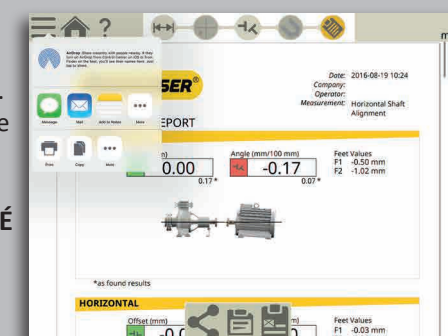 ?
AirDrop. Share instantly with people nearby. If they
turn on AirDrop from Control Center on iOS or from
Finder on the Mac, you'll see their names here. Just
tap to share.
Message Mail Add to Notes More
Print Copy More
SER®
EPORT
Date: 2016-08-19 10:24
Company:
Operator:
Measurement: Horizontal Shaft
Alignment
m)
Angle (mm/100 mm)
Feet Values
0.00
-0.17
F1 -0.50 mm
F2 -1.02 mm
0.17 *
0.07 *
*as found results
HORIZONTAL
Offset (mm)
m)
Feet Values
F1 -0.03 mm
.
e
É
m